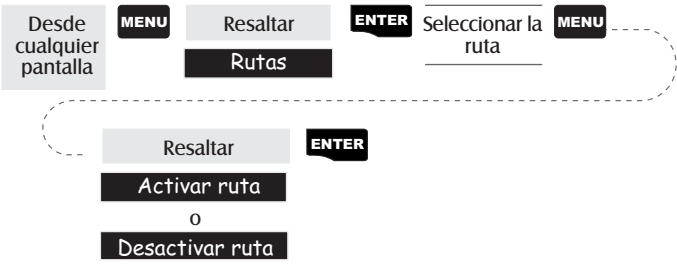 Desde
cualquier
pantalla
MENU
Resaltar
Rutas
ENTER
Seleccionar la
ruta
MENU
Resaltar
ENTER
Activar ruta
o
Desactivar ruta